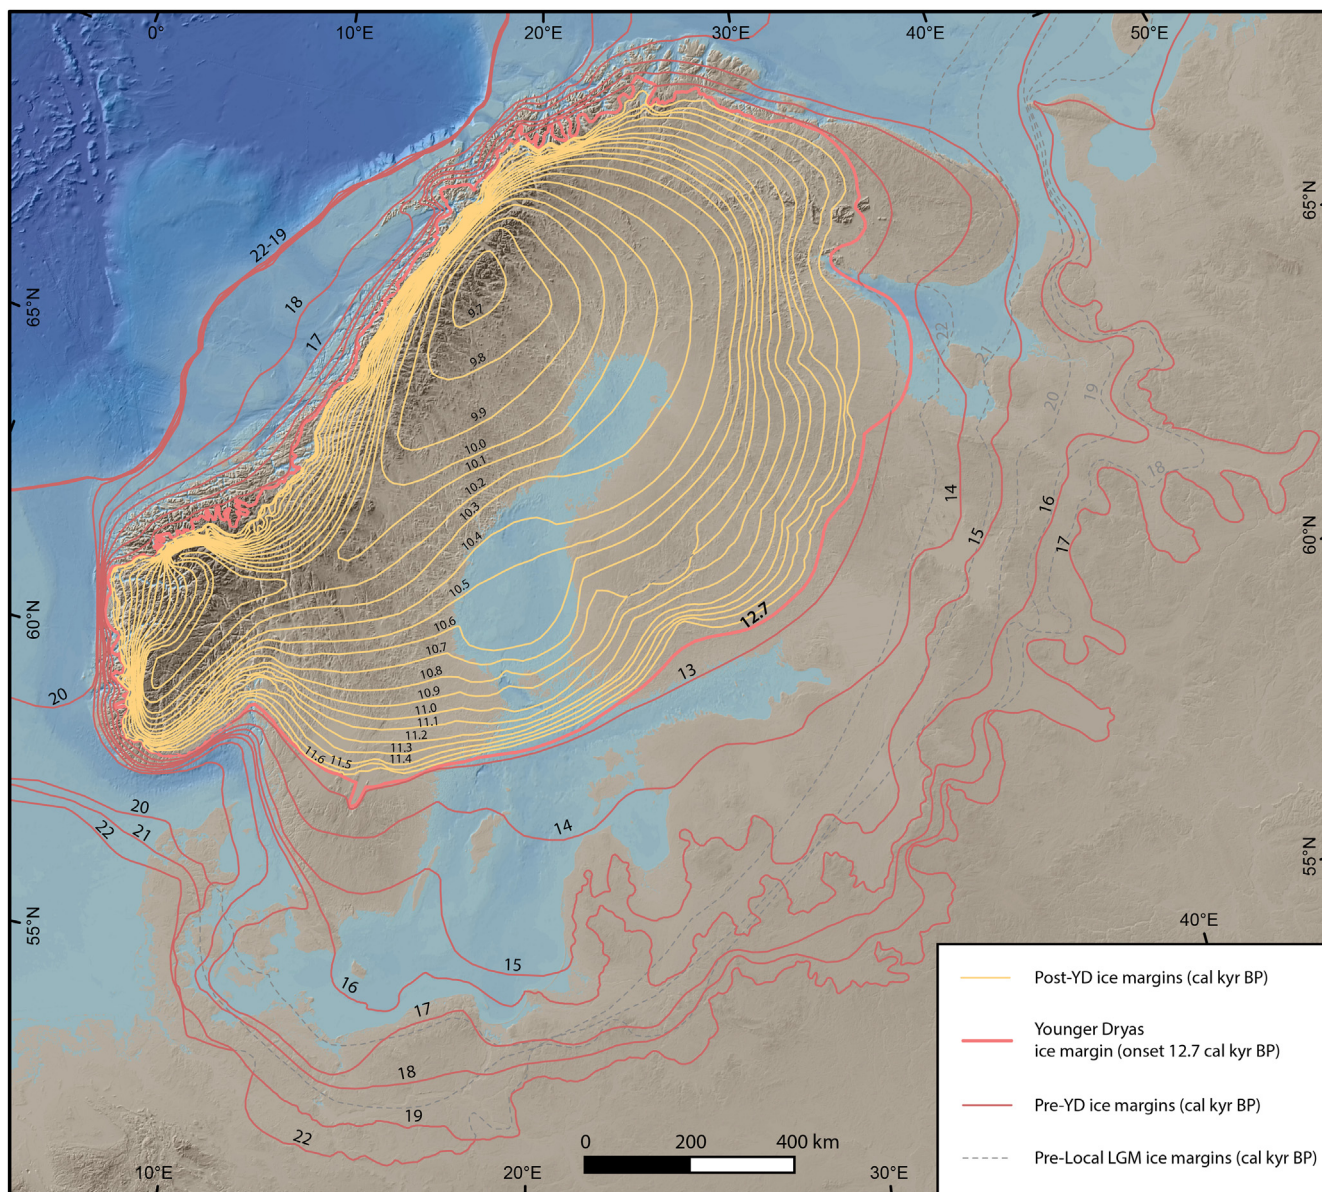 0°
10°E
20°E
30°E
40°E
50°E
65°N
65°N
22-19
18
17
9.7
9.8
9.9
10.0
10.1
10.2
10.3
10.4
10.5
10.6
10.7
10.8
10.9
11.0
11.1
11.2
11.3
11.4
11.5
11.6
22
21
20
19
18
14
15
16
17
60°N
60°N
12.7
13
20
20
21
22
14
55°N
55°N
15
16
17
18
19
22
40°E
0 200 400 km
10°E
20°E
30°E
Post-YD ice margins (cal kyr BP)
Younger Dryas
ice margin (onset 12.7 cal kyr BP)
Pre-YD ice margins (cal kyr BP)
Pre-Local LGM ice margins (cal kyr BP)